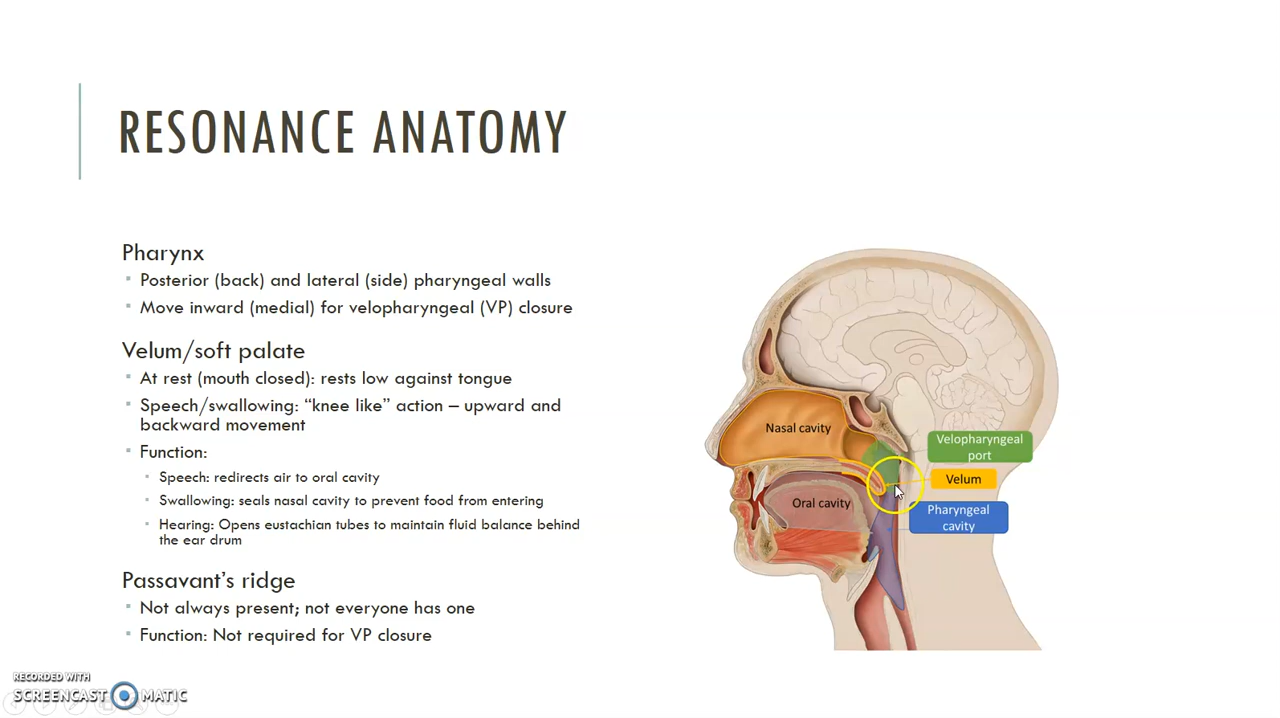 RESONANCE ANATOMY
Pharynx
Posterior (back) and lateral (side) pharyngeal walls
Move inward (medial) for velopharyngeal (VP) closure
Velum/soft palate
At rest (mouth closed): rests low against tongue
Speech/swallowing: “knee like” action – upward and
backward movement
Function:
Speech: redirects air to oral cavity
Swallowing: seals nasal cavity to prevent food from entering
Hearing: Opens eustachian tubes to maintain fluid balance behind
the ear drum
Passavant’s ridge
Not always present; not everyone has one
Function: Not required for VP closure
Nasal cavity
Oral cavity
Velopharyngeal
port
Velum
Pharyngeal
cavity
RECORDED WITH
SCREENCAST MATIC